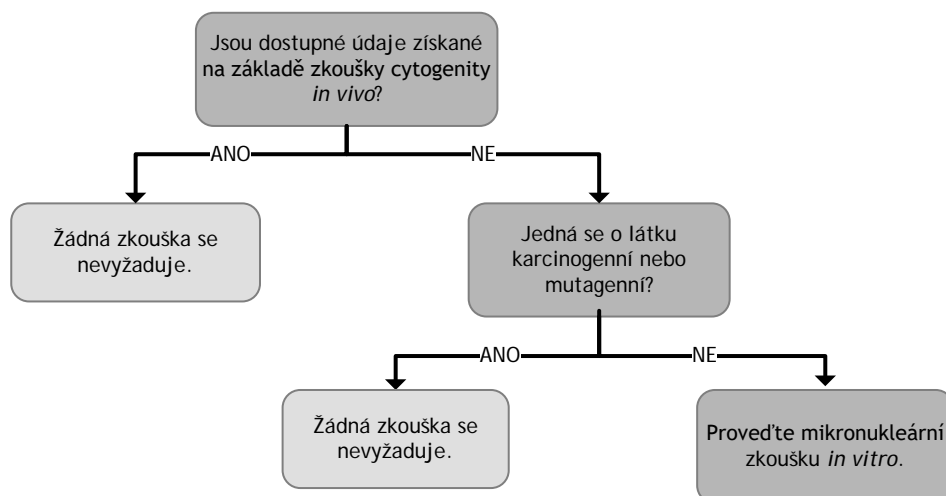 Jsou dostupné údaje získané
na základě zkoušky cytogenity
in vivo?
ANO
NE
Žádná zkouška se
nevyžaduje.
Jedná se o látku
karcinogenní nebo
mutagenní?
ANO
NE
Žádná zkouška se
nevyžaduje.
Proveďte mikronukleární
zkoušku in vitro.